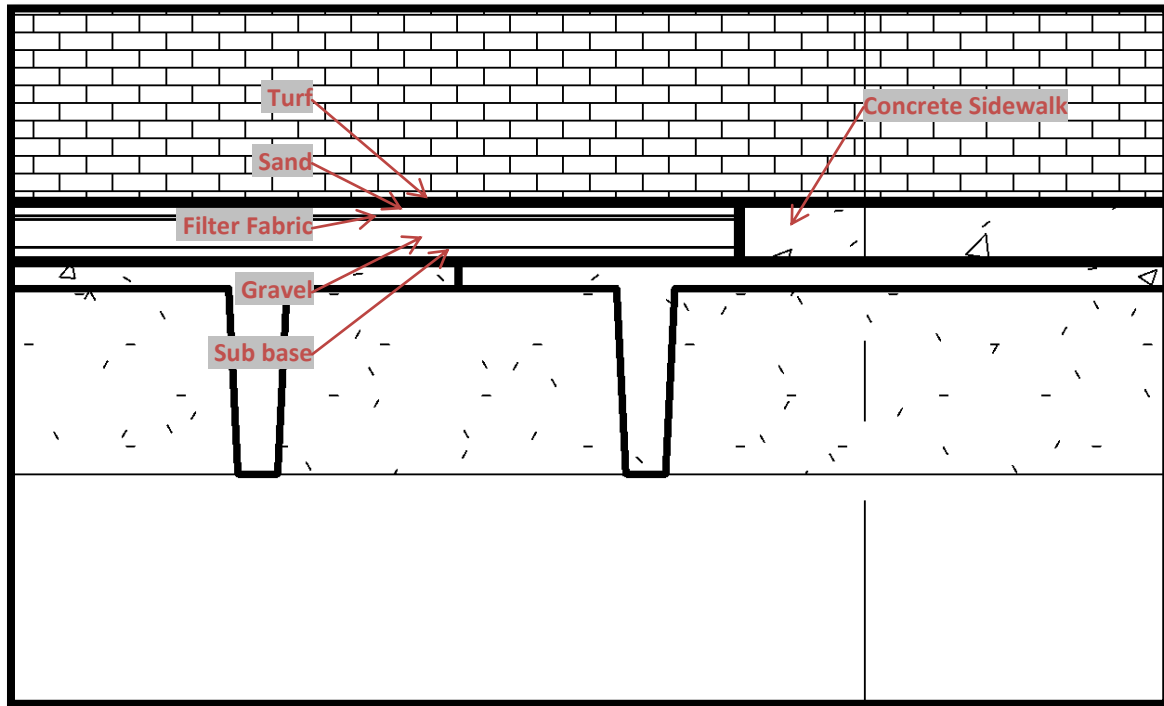 Turf
Concrete Sidewalk
Sand
Filter Fabric
Gravel
Sub base